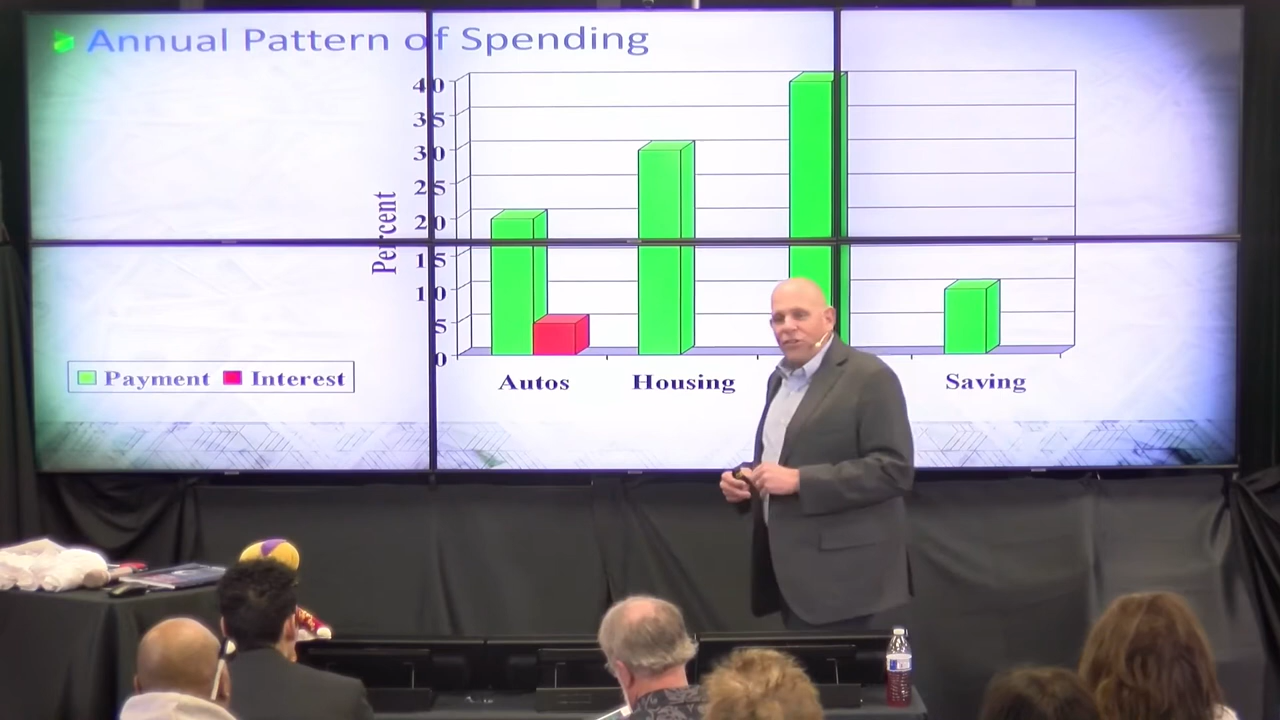 Annual Pattern of Spending
40
35
30
25
20
15
10
5
0
Percent
Payment Interest
Autos Housing Saving